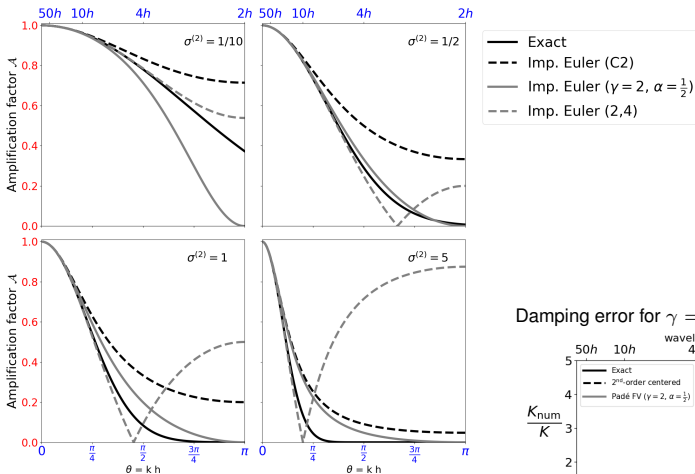 50h 10h 4h 2h
50h 10h 4h 2h
Amplification factor 𝒜
1.0
0.8
0.6
0.4
0.2
0.0
σ⁽²⁾ = 1/10
σ⁽²⁾ = 1/2
Exact
Imp. Euler (C2)
Imp. Euler (γ = 2, α = ½)
Imp. Euler (2,4)
Amplification factor 𝒜
1.0
0.8
0.6
0.4
0.2
0.0
σ⁽²⁾ = 1
σ⁽²⁾ = 5
0 π/4 π/2 3π/4 π
0 π/4 π/2 3π/4 π
θ = k h
θ = k h
Damping error for γ =
wavel
50h 10h 4
5
4
3
2
K_num/K
Exact
2ⁿᵈ-order centered
Padé FV (γ = 2, α = ½)